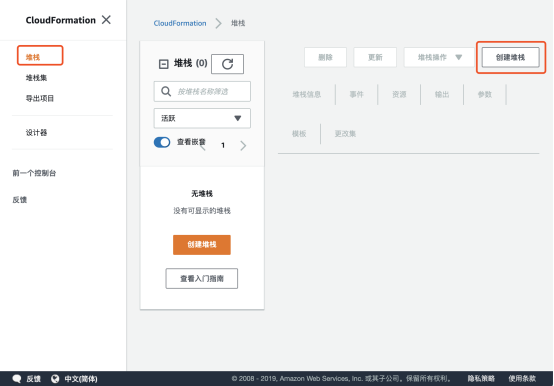 CloudFormation
堆栈
堆栈集
导出项目
设计器
前一个控制台
反馈
CloudFormation 堆栈
堆栈 (0)
按堆栈名称筛选
活跃
查看嵌套 1
无堆栈
没有可显示的堆栈
创建堆栈
查看入门指南
删除 更新 堆栈操作 创建堆栈
堆栈信息 事件 资源 输出 参数
模板 更改集
反馈 中文(简体) © 2008 - 2019, Amazon Web Services, Inc. 或其子公司。保留所有权利。 隐私策略 使用条款